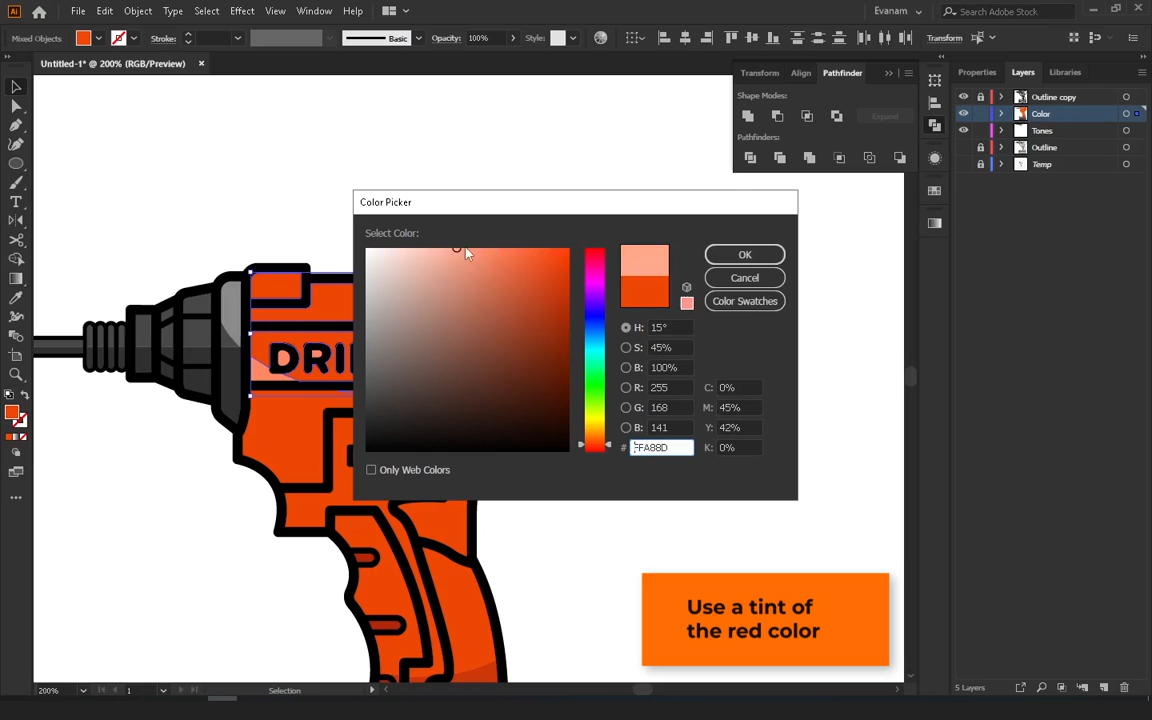 Ai File Edit Object Type Select Effect View Window Help Evanam Search Adobe Stock
Mixed Objects Stroke: Basic Opacity: 100% Style: Transform
Untitled-1* @ 200% (RGB/Preview)
Transform Align Pathfinder
Shape Modes:
Expand
Pathfinders:
Properties Layers Libraries
Outline copy
Color
Tones
Outline
Temp
Color Picker
Select Color:
OK
Cancel
Color Swatches
H: 15°
S: 45%
B: 100%
R: 255 C: 0%
G: 168 M: 45%
B: 141 Y: 42%
# FFA88D K: 0%
Only Web Colors
DRI
Use a tint of
the red color
200% 1 Selection
5 Layers